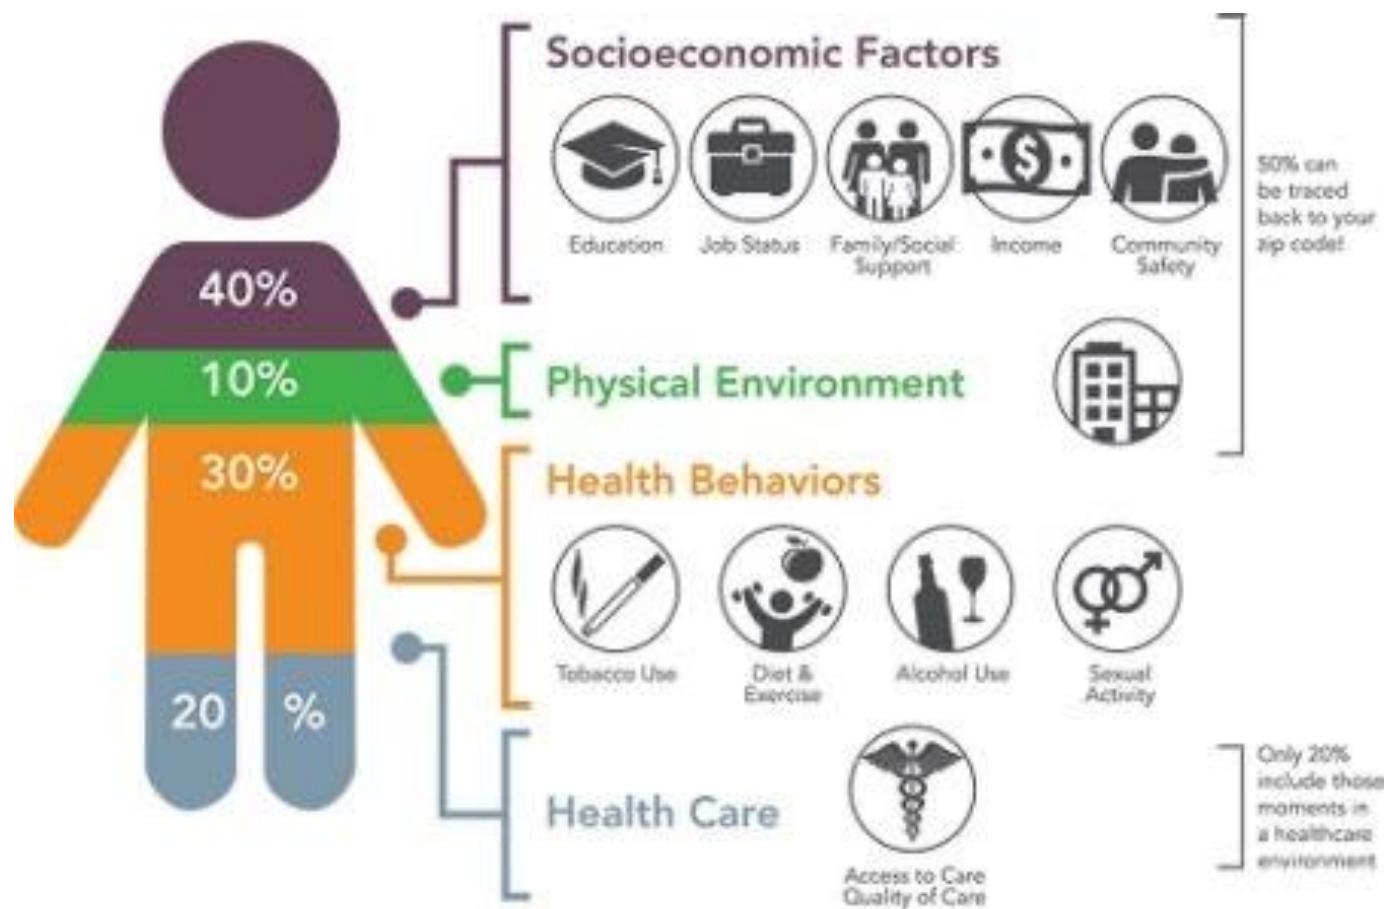 Socioeconomic Factors
Education
Job Status
Family/Social
Support
Income
Community
Safety
50% can
be traced
back to your
zip code!
40%
10%
Physical Environment
30%
Health Behaviors
Tobacco Use
Diet &
Exercise
Alcohol Use
Sexual
Activity
20 %
Health Care
Access to Care
Quality of Care
Only 20%
include those
moments in
a healthcare
environment